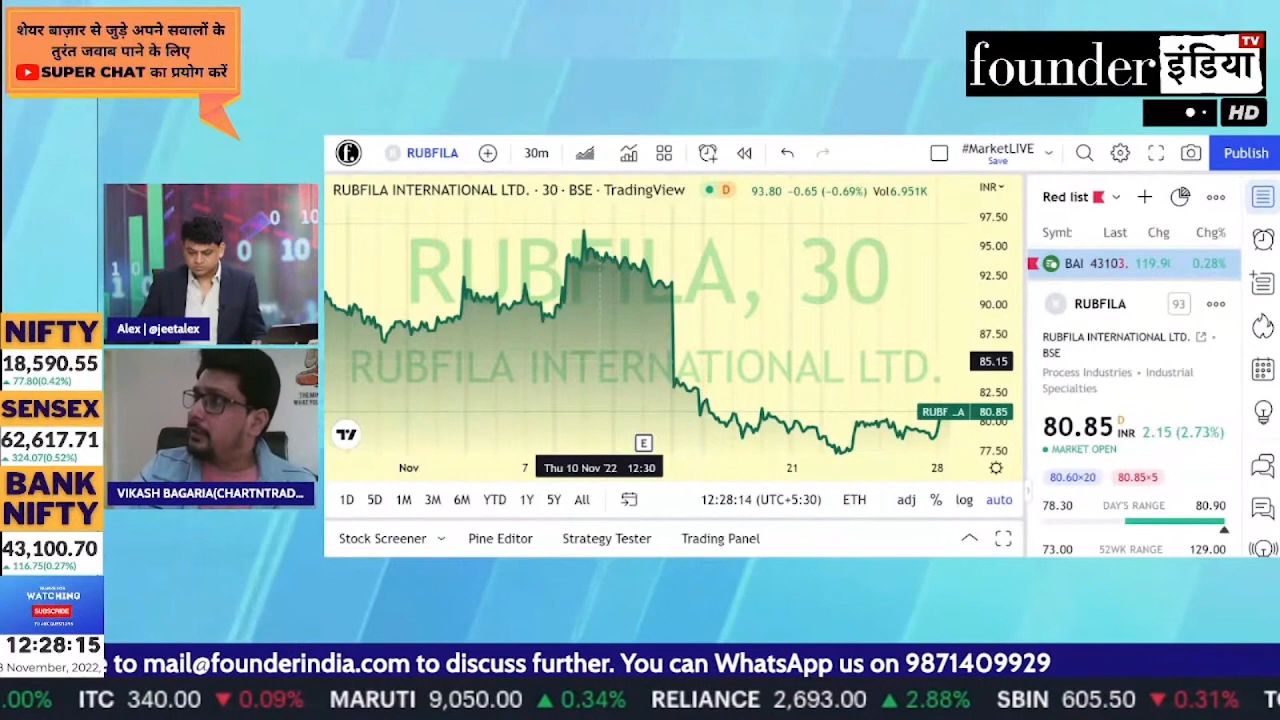 शेयर बाज़ार से जुड़े अपने सवालों के
तुरंत जवाब पाने के लिए
SUPER CHAT का प्रयोग करें
founder इंडिया TV
HD
RUBFILA
30m
#MarketLIVE
Save
Publish
RUBFILA INTERNATIONAL LTD. · 30 · BSE · TradingView
D
93.80 −0.65 (−0.69%) Vol6.951K
INR
RUBFILA, 30
RUBFILA INTERNATIONAL LTD.
97.50
95.00
92.50
90.00
87.50
85.15
82.50
RUBF _A 80.85
80.00
77.50
E
Nov 7 Thu 10 Nov '22 12:30 21 28
1D 5D 1M 3M 6M YTD 1Y 5Y All
12:28:14 (UTC+5:30) ETH adj % log auto
Stock Screener Pine Editor Strategy Tester Trading Panel
Red list
Symb Last Chg Chg%
BAI 43103. 119.9 0.28%
RUBFILA 93
RUBFILA INTERNATIONAL LTD. ·
BSE
Process Industries • Industrial
Specialties
80.85 D INR 2.15 (2.73%)
MARKET OPEN
80.60×20 80.85×5
78.30 DAY'S RANGE 80.90
73.00 52WK RANGE 129.00
0 10
10
Alex | @jeetalex
VIKASH BAGARIA(CHARTNTRAD...
NIFTY
18,590.55
77.80(0.42%)
SENSEX
62,617.71
324.07(0.52%)
BANK
NIFTY
43,100.70
116.75(0.27%)
WATCHING
SUBSCRIBE
12:28:15
November, 2022,
to mail@founderindia.com to discuss further. You can WhatsApp us on 9871409929
.00% ITC 340.00 ▼ 0.09% MARUTI 9,050.00 ▲ 0.34% RELIANCE 2,693.00 ▲ 2.88% SBIN 605.50 ▼ 0.31%